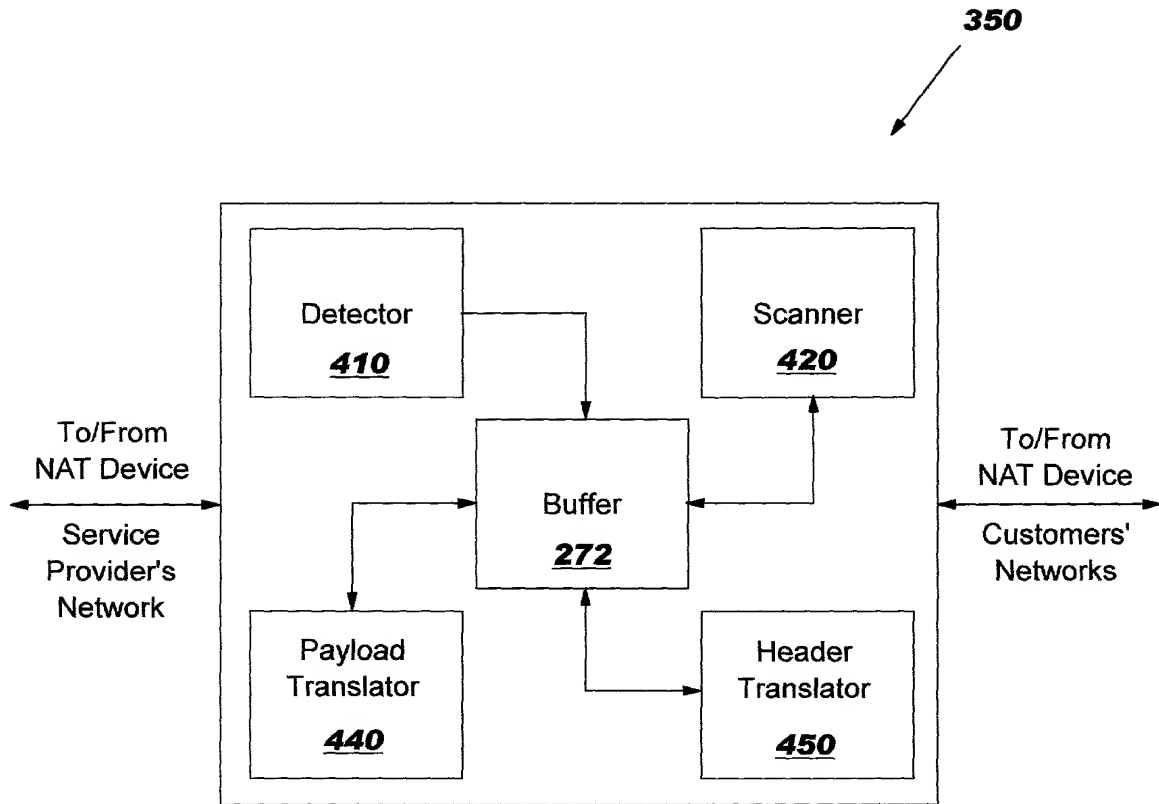 350
Detector
410
Scanner
420
To/From
NAT Device
Service
Provider's
Network
Buffer
272
To/From
NAT Device
Customers'
Networks
Payload
Translator
440
Header
Translator
450